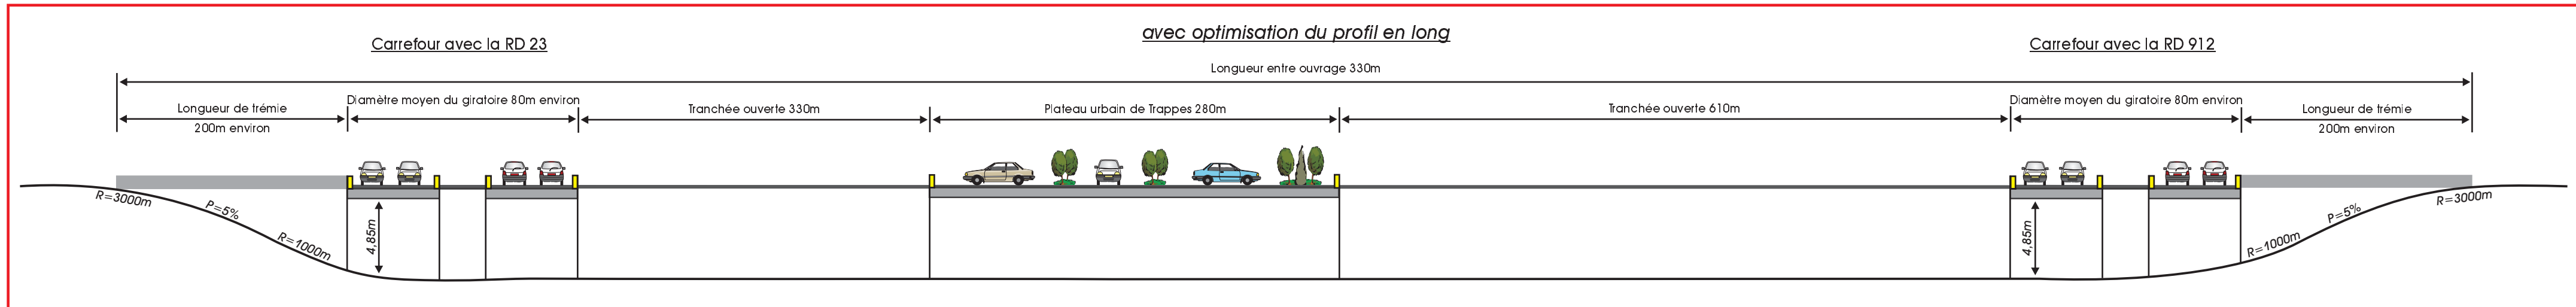 avec optimisation du profil en long
Carrefour avec la RD 23
Carrefour avec la RD 912
Longueur entre ouvrage 330m
Longueur de trémie
200m environ
Diamètre moyen du giratoire 80m environ
Tranchée ouverte 330m
Plateau urbain de Trappes 280m
Tranchée ouverte 610m
Diamètre moyen du giratoire 80m environ
Longueur de trémie
200m environ
R=3000m
P=5%
R=1000m
4,85m
4,85m
R=1000m
P=5%
R=3000m